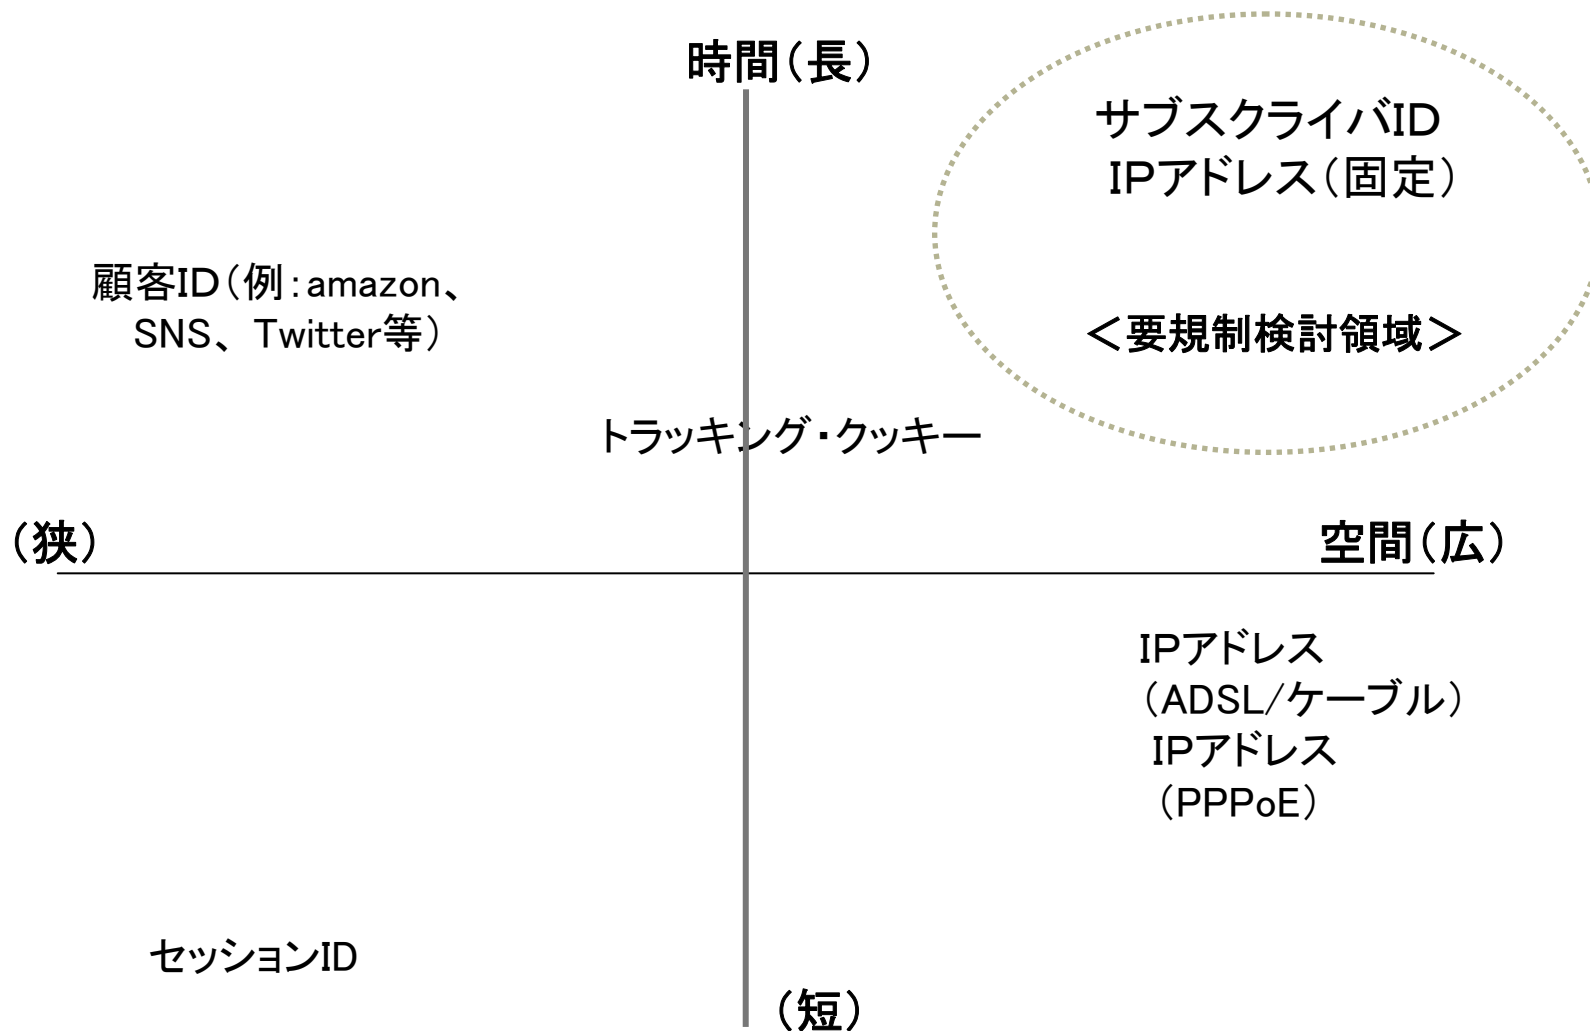 時間（長）
サブスクライバID
IPアドレス（固定）
顧客ID（例：amazon、
SNS、Twitter等）
＜要規制検討領域＞
トラッキング・クッキー
（狭）
空間（広）
IPアドレス
（ADSL/ケーブル）
IPアドレス
（PPPoE）
セッションID
（短）